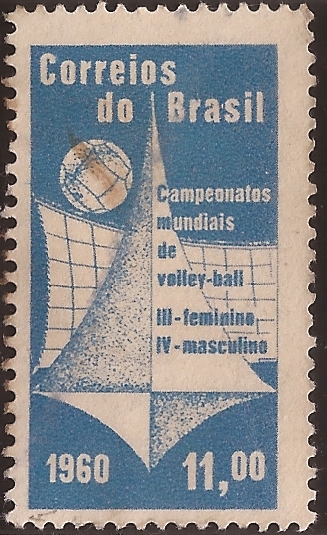 Correios
do Brasil
Campeonatos
mundiais
de
volley-ball
III-feminino
IV-masculino
1960 11,00